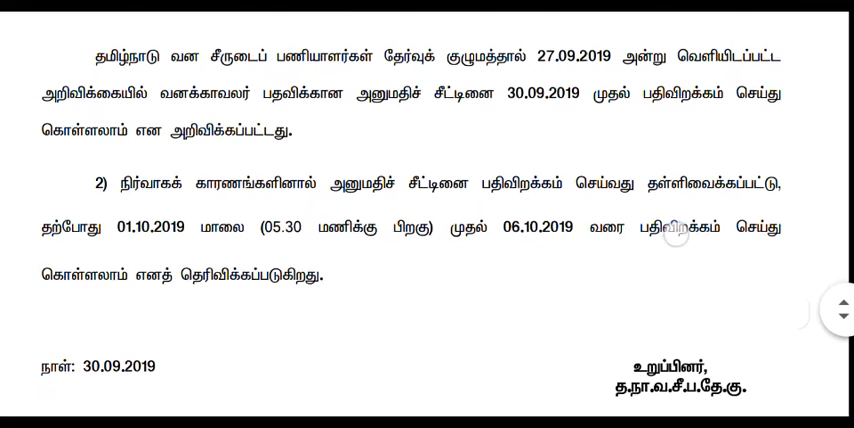 தமிழ்நாடு வன சீருடைப் பணியாளர்கள் தேர்வுக் குழுமத்தால் 27.09.2019 அன்று வெளியிடப்பட்ட
அறிவிக்கையில் வனக்காவலர் பதவிக்கான அனுமதிச் சீட்டினை 30.09.2019 முதல் பதிவிறக்கம் செய்து
கொள்ளலாம் என அறிவிக்கப்பட்டது.
2) நிர்வாகக் காரணங்களினால் அனுமதிச் சீட்டினை பதிவிறக்கம் செய்வது தள்ளிவைக்கப்பட்டு,
தற்போது 01.10.2019 மாலை (05.30 மணிக்கு பிறகு) முதல் 06.10.2019 வரை பதிவிறக்கம் செய்து
கொள்ளலாம் எனத் தெரிவிக்கப்படுகிறது.
நாள்: 30.09.2019
உறுப்பினர்,
த.நா.வ.சீ.ப.தே.கு.